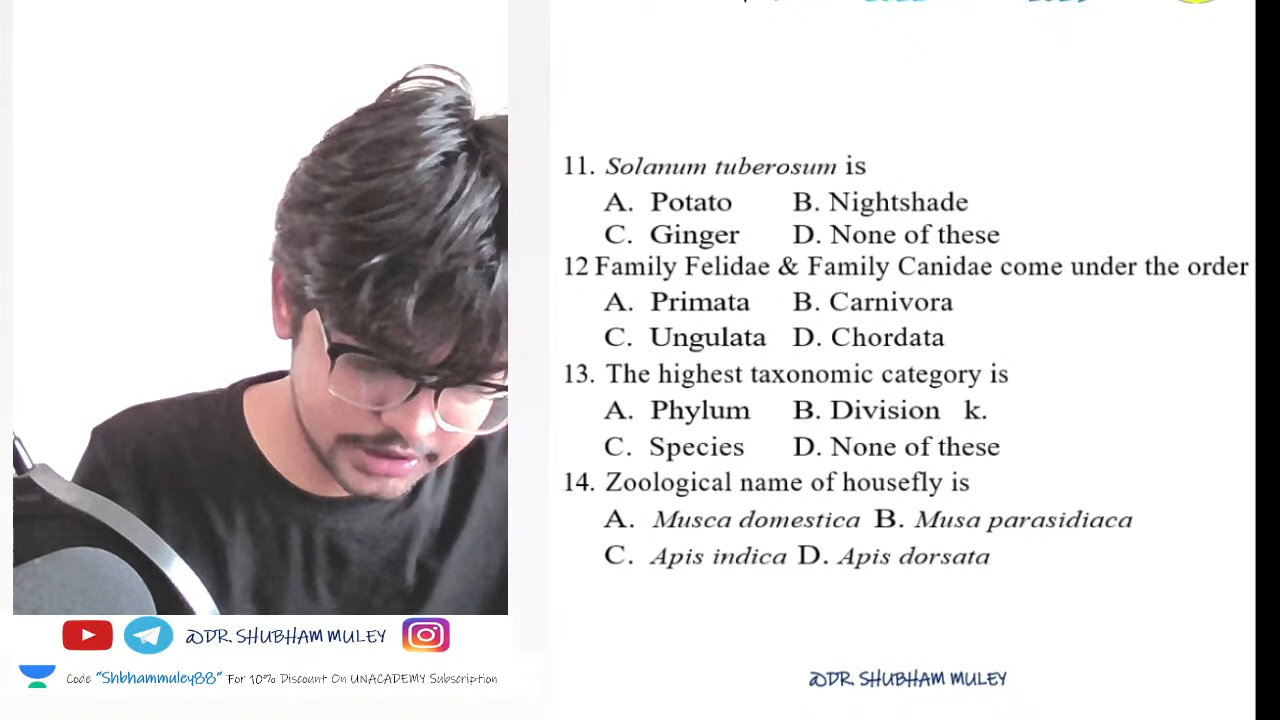 11. Solanum tuberosum is
A. Potato B. Nightshade
C. Ginger D. None of these
12 Family Felidae & Family Canidae come under the order
A. Primata B. Carnivora
C. Ungulata D. Chordata
13. The highest taxonomic category is
A. Phylum B. Division k.
C. Species D. None of these
14. Zoological name of housefly is
A. Musca domestica B. Musa parasidiaca
C. Apis indica D. Apis dorsata
@DR. SHUBHAM MULEY
Code "Shbhammuley88" For 10% Discount On UNACADEMY Subscription
@DR. SHUBHAM MULEY